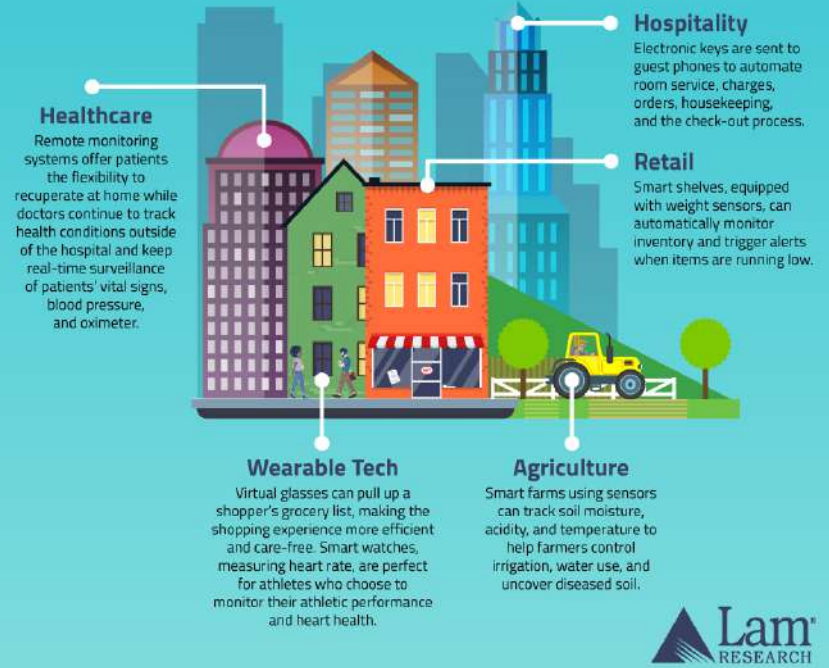 Hospitality
Electronic keys are sent to
guest phones to automate
room service, charges,
orders, housekeeping,
and the check-out process.
Healthcare
Remote monitoring
systems offer patients
the flexibility to
recuperate at home while
doctors continue to track
health conditions outside
of the hospital and keep
real-time surveillance
of patients' vital signs,
blood pressure,
and oximeter.
Retail
Smart shelves, equipped
with weight sensors, can
automatically monitor
inventory and trigger alerts
when items are running low.
Wearable Tech
Virtual glasses can pull up a
shopper's grocery list, making the
shopping experience more efficient
and care-free. Smart watches,
measuring heart rate, are perfect
for athletes who choose to
monitor their athletic performance
and heart health.
Agriculture
Smart farms using sensors
can track soil moisture,
acidity, and temperature to
help farmers control
irrigation, water use, and
uncover diseased soil.
Lam®
RESEARCH